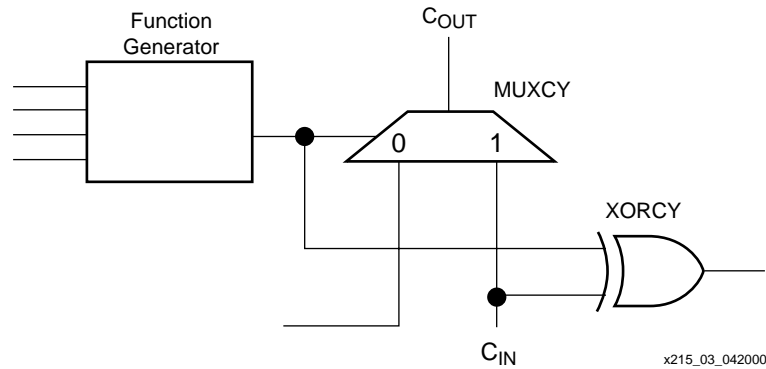 Function
Generator
COUT
MUXCY
0 1
XORCY
CIN
x215_03_042000